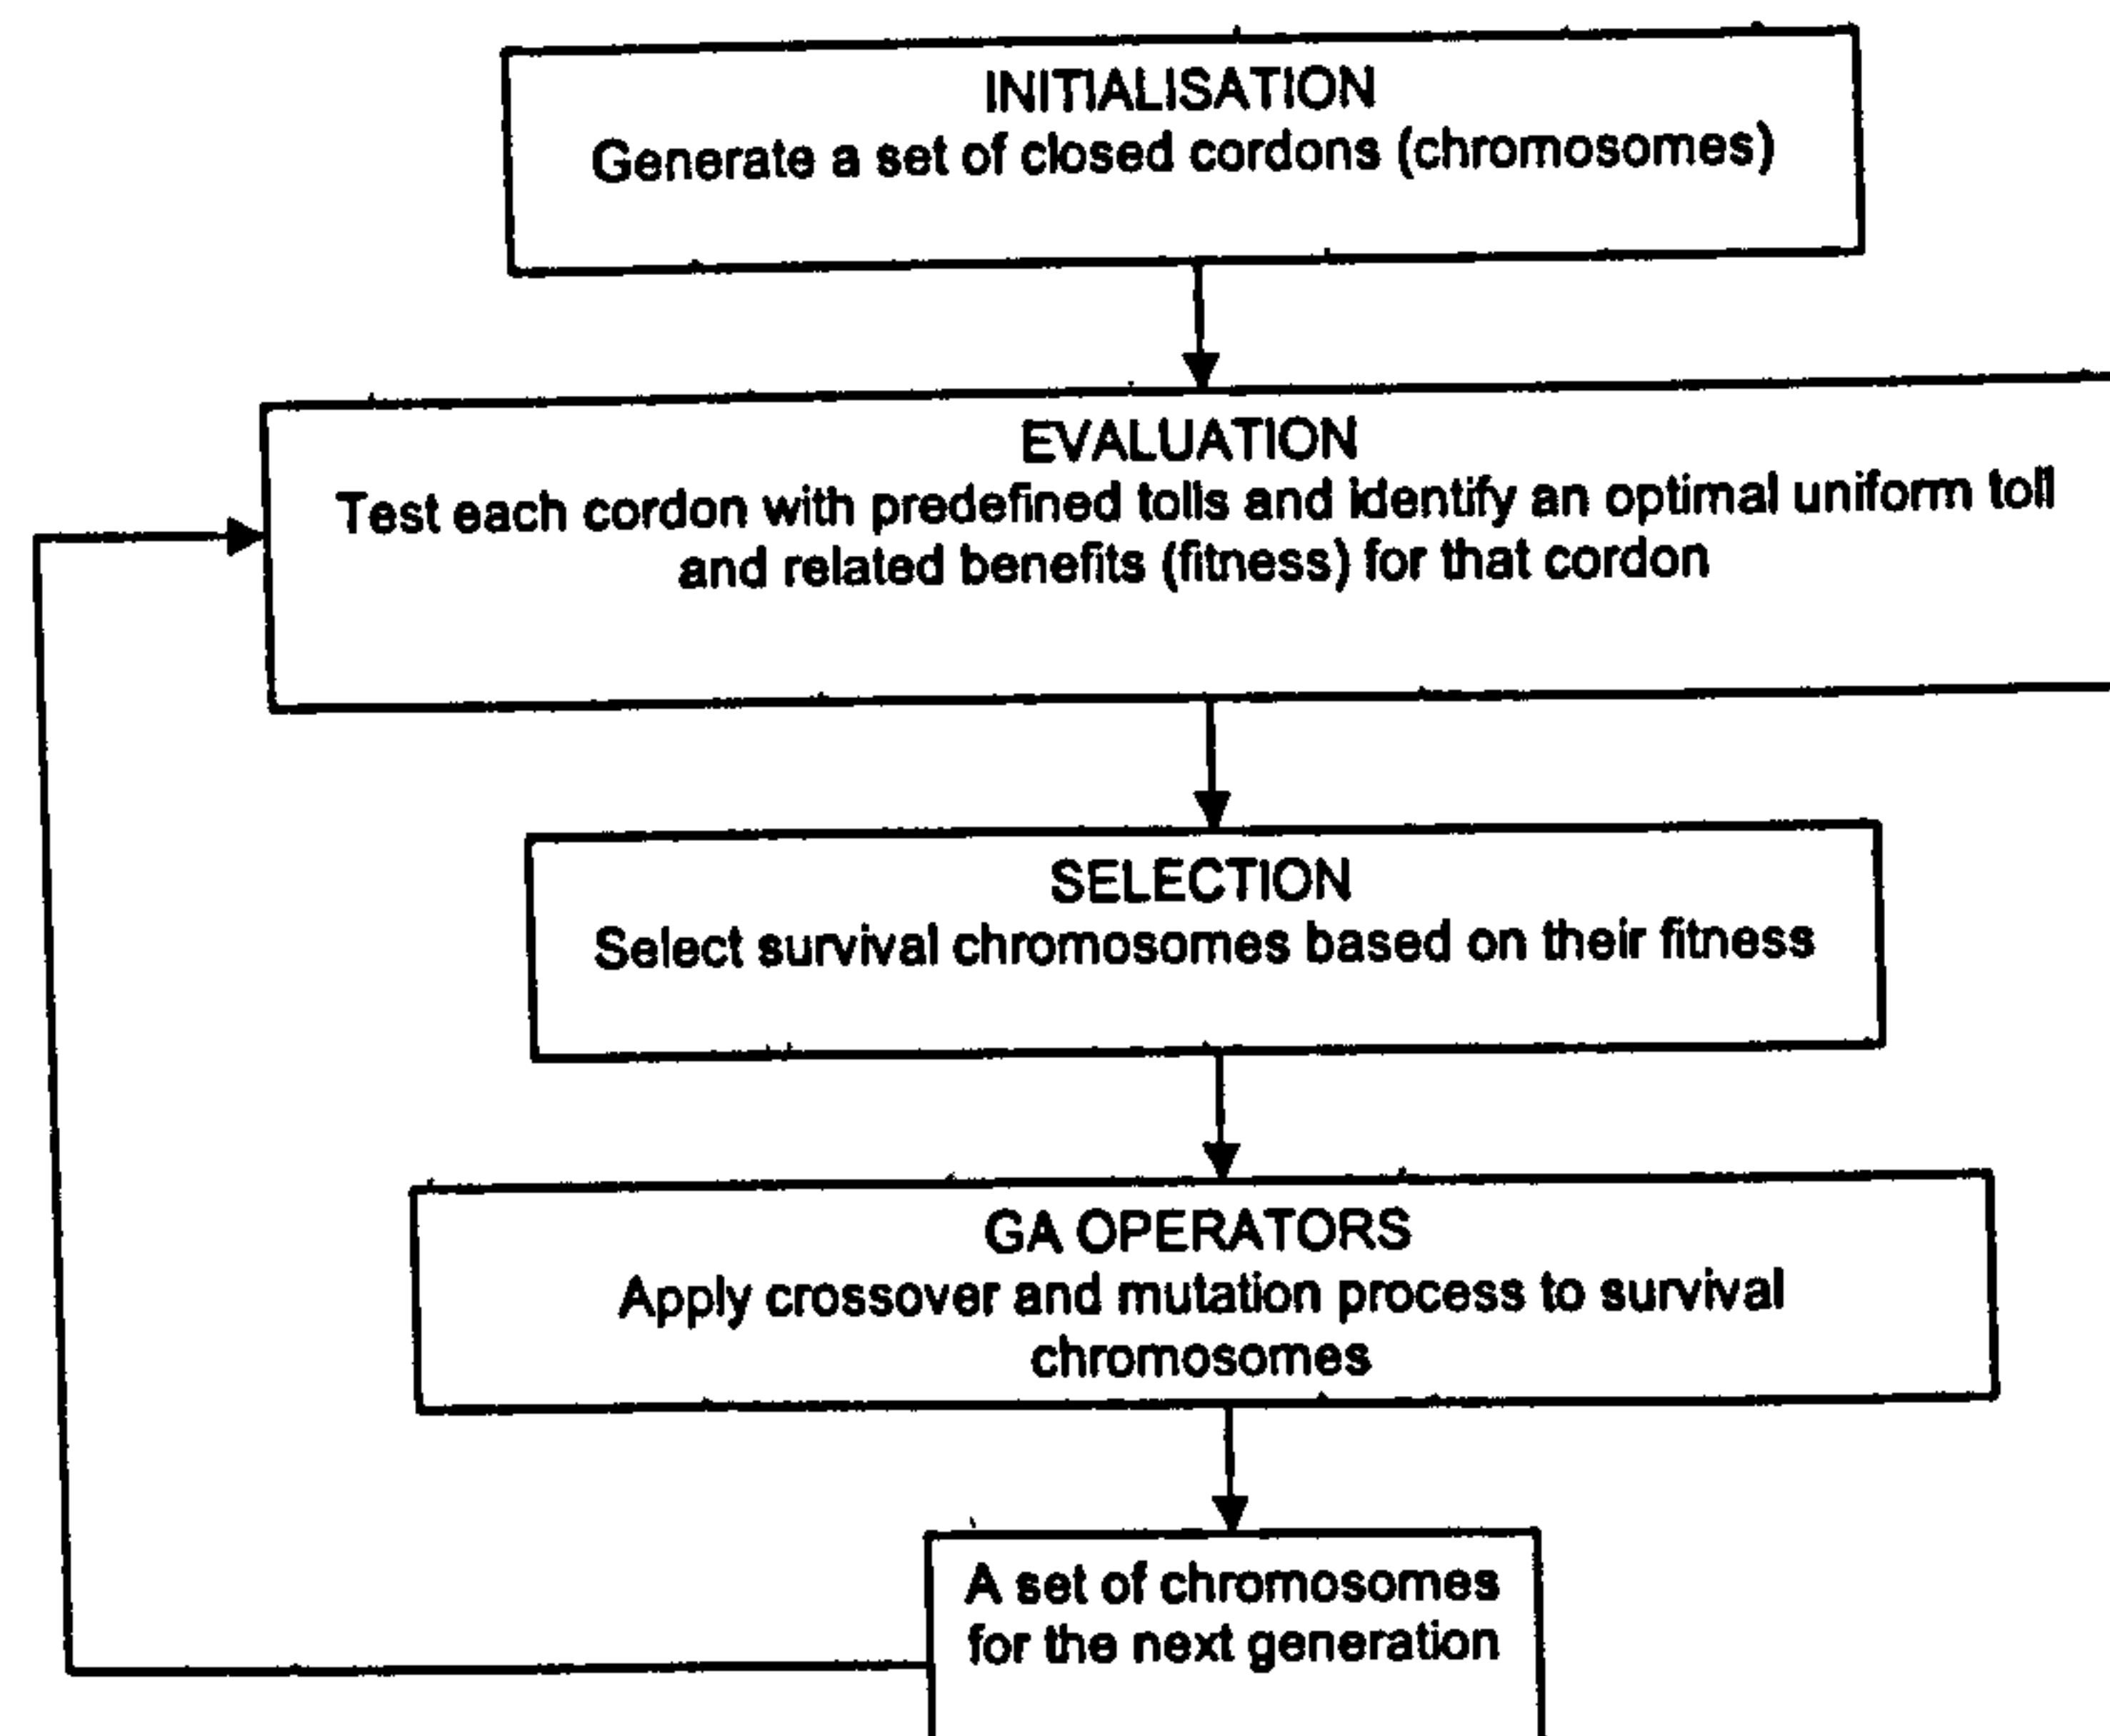 INITIALISATION
Generate a set of closed cordons (chromosomes)
EVALUATION
Test each cordon with predefined tolls and identify an optimal uniform toll
and related benefits (fitness) for that cordon
SELECTION
Select survival chromosomes based on their fitness
GA OPERATORS
Apply crossover and mutation process to survival
chromosomes
A set of chromosomes
for the next generation